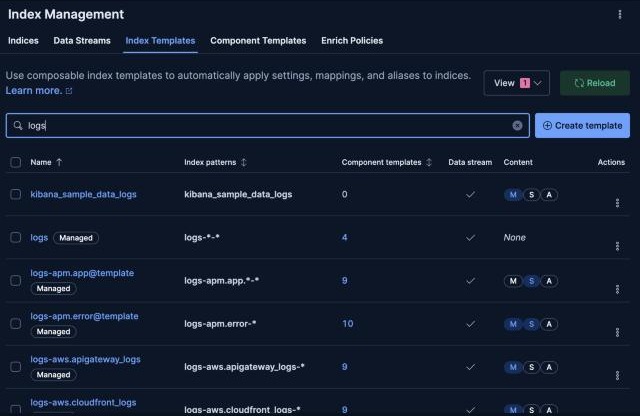 Index Management
Indices Data Streams Index Templates Component Templates Enrich Policies
Use composable index templates to automatically apply settings, mappings, and aliases to indices.
Learn more.
View 1
Reload
logs
Create template
Name Index patterns Component templates Data stream Content Actions
kibana_sample_data_logs kibana_sample_data_logs 0 M S A
logs Managed logs-*-* 4 None
logs-apm.app@template
Managed
logs-apm.app.*-* 9 M S A
logs-apm.error@template
Managed
logs-apm.error-* 10 M S A
logs-aws.apigateway_logs
Managed
logs-aws.apigateway_logs-* 9 M S A
logs-aws.cloudfront_logs logs-aws.cloudfront_logs-* 9 M S A